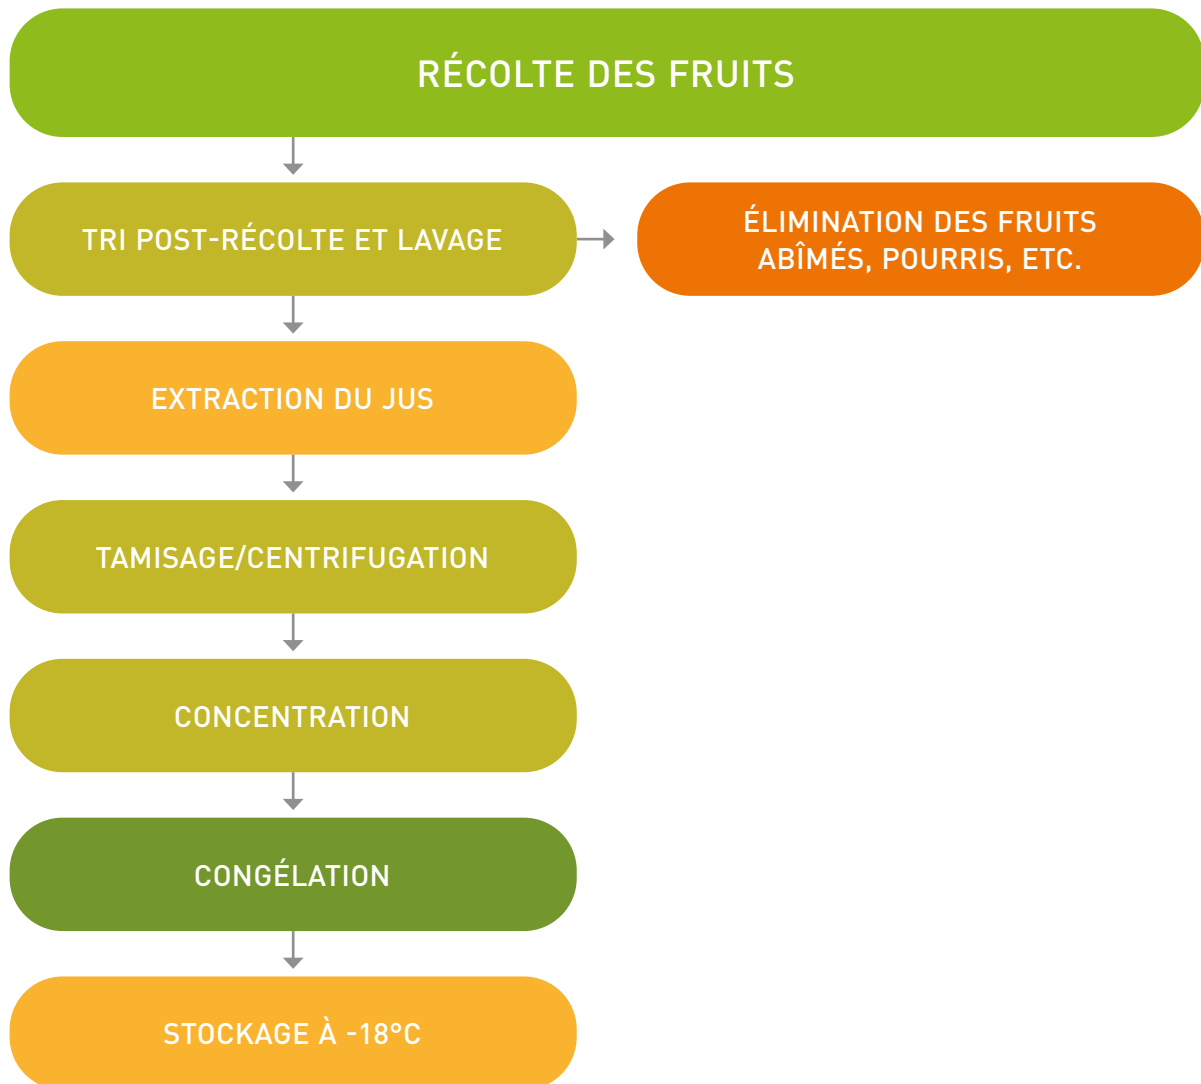 RÉCOLTE DES FRUITS
TRI POST-RÉCOLTE ET LAVAGE
ÉLIMINATION DES FRUITS
ABÎMÉS, POURRIS, ETC.
EXTRACTION DU JUS
TAMISAGE/CENTRIFUGATION
CONCENTRATION
CONGÉLATION
STOCKAGE À -18°C